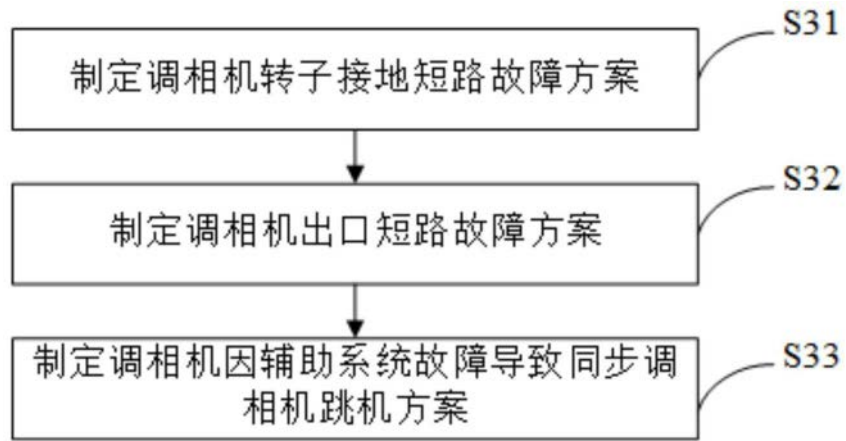 S31
制定调相机转子接地短路故障方案
S32
制定调相机出口短路故障方案
S33
制定调相机因辅助系统故障导致同步调
相机跳机方案